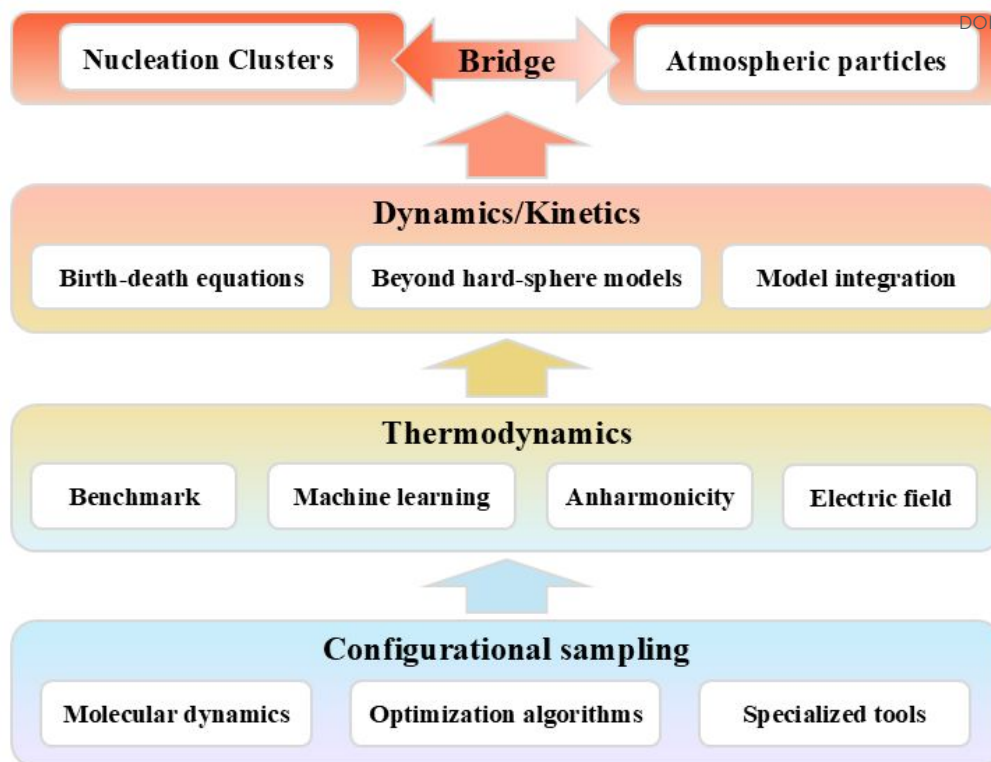 DOI
Nucleation Clusters
Bridge
Atmospheric particles
Dynamics/Kinetics
Birth-death equations
Beyond hard-sphere models
Model integration
Thermodynamics
Benchmark
Machine learning
Anharmonicity
Electric field
Configurational sampling
Molecular dynamics
Optimization algorithms
Specialized tools